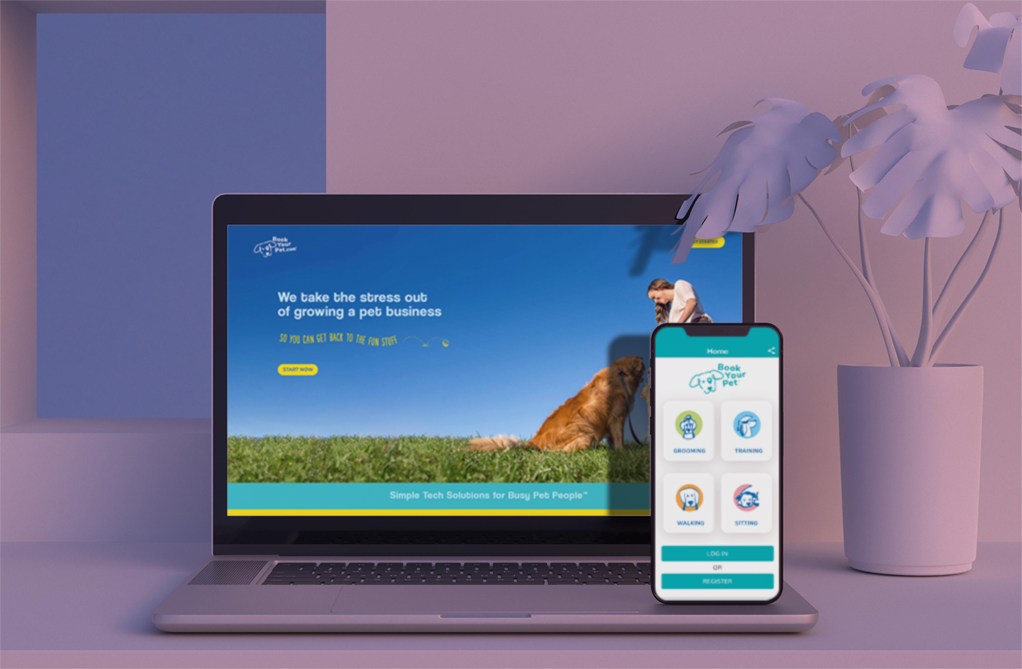 Book
Your
Pet.com
We take the stress out
of growing a pet business
SO YOU CAN GET BACK TO THE FUN STUFF
START NOW
Simple Tech Solutions for Busy Pet People™
Home
Book
Your
Pet
GROOMING
TRAINING
WALKING
SITTING
LOG IN
OR
REGISTER